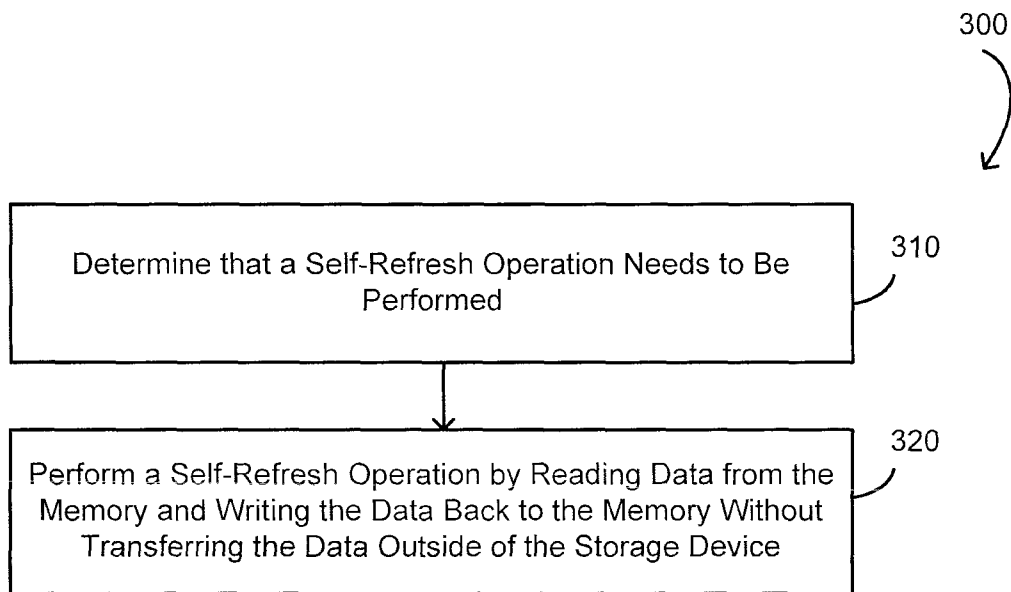 300
Determine that a Self-Refresh Operation Needs to Be
Performed
310
320
Perform a Self-Refresh Operation by Reading Data from the
Memory and Writing the Data Back to the Memory Without
Transferring the Data Outside of the Storage Device